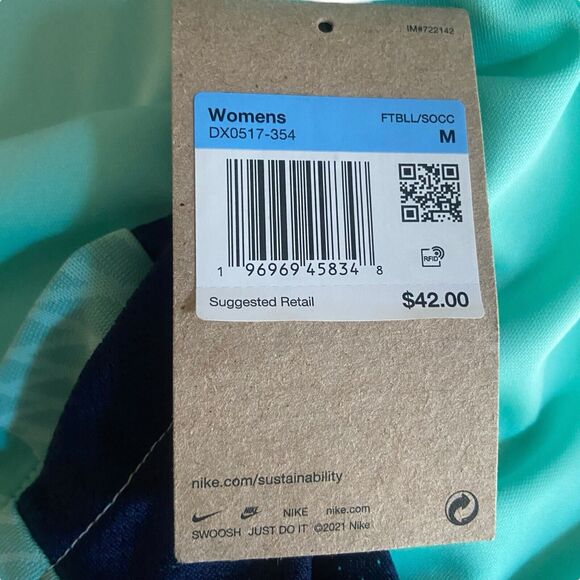 IM#722142
Womens FTBLL/SOCC
DX0517-354 M
1 96969 45834 8
RFID
Suggested Retail $42.00
nike.com/sustainability
NIKE NIKE nike.com
SWOOSH JUST DO IT ©2021 Nike